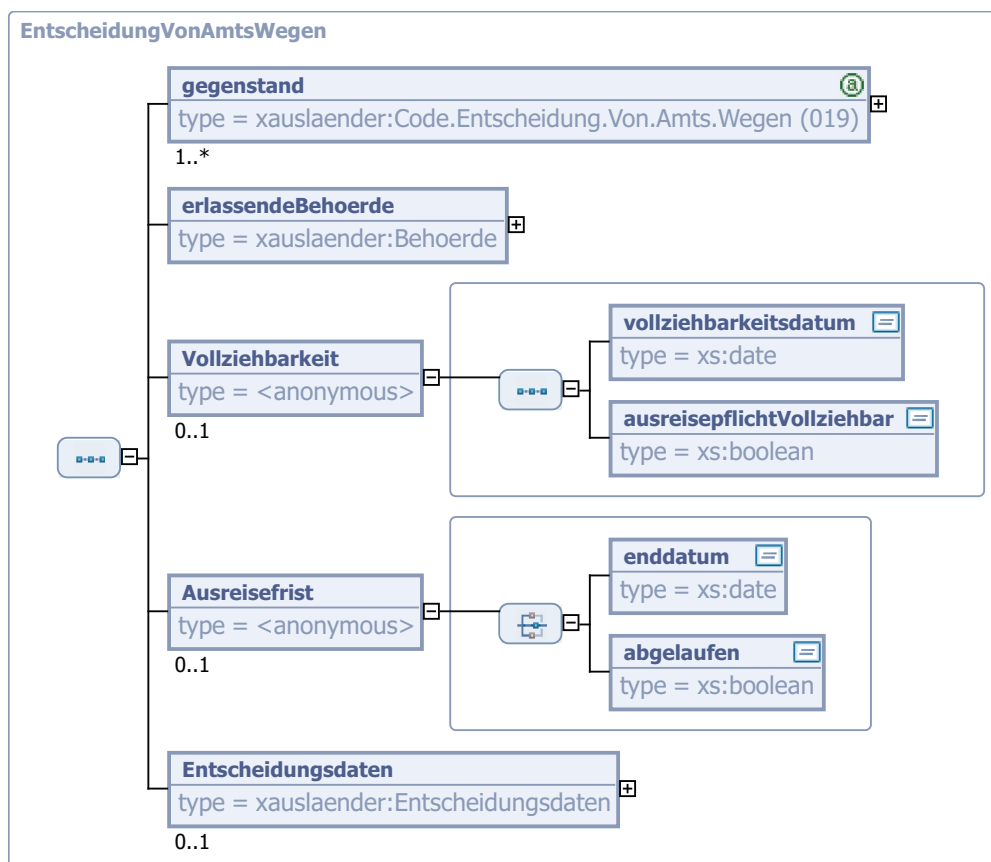 EntscheidungVonAmtsWegen
gegenstand
type = xauslaender:Code.Entscheidung.Von.Amts.Wegen (019)
1..*
erlassendeBehoerde
type = xauslaender:Behoerde
Vollziehbarkeit
type = <anonymous>
0..1
vollziehbarkeitsdatum
type = xs:date
ausreisepflichtVollziehbar
type = xs:boolean
Ausreisefrist
type = <anonymous>
0..1
enddatum
type = xs:date
abgelaufen
type = xs:boolean
Entscheidungsdaten
type = xauslaender:Entscheidungsdaten
0..1